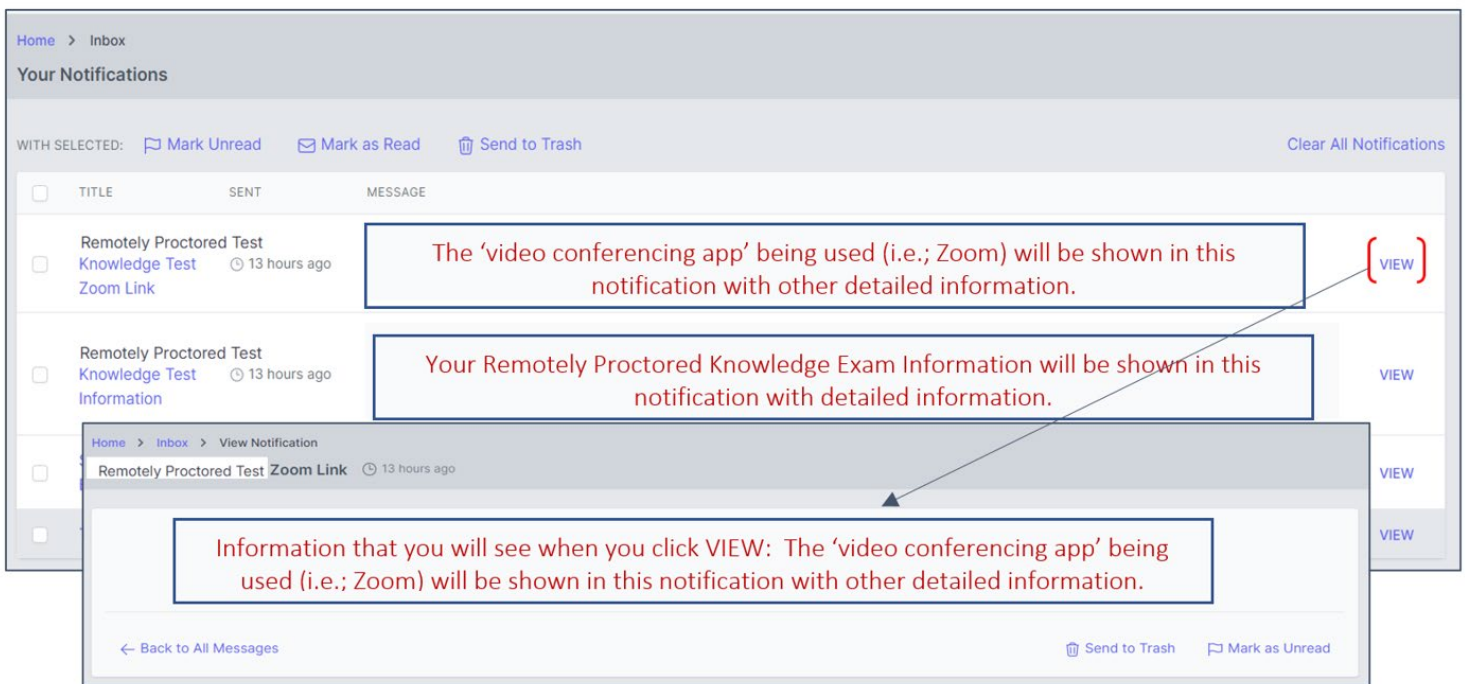 Home > Inbox
Your Notifications
WITH SELECTED: Mark Unread Mark as Read Send to Trash Clear All Notifications
TITLE SENT MESSAGE
Remotely Proctored Test
Knowledge Test 13 hours ago
Zoom Link
The ‘video conferencing app’ being used (i.e.; Zoom) will be shown in this
notification with other detailed information.
VIEW
Remotely Proctored Test
Knowledge Test 13 hours ago
Information
Your Remotely Proctored Knowledge Exam Information will be shown in this
notification with detailed information.
VIEW
VIEW
VIEW
Home > Inbox > View Notification
Remotely Proctored Test Zoom Link 13 hours ago
Information that you will see when you click VIEW: The ‘video conferencing app’ being
used (i.e.; Zoom) will be shown in this notification with other detailed information.
← Back to All Messages Send to Trash Mark as Unread